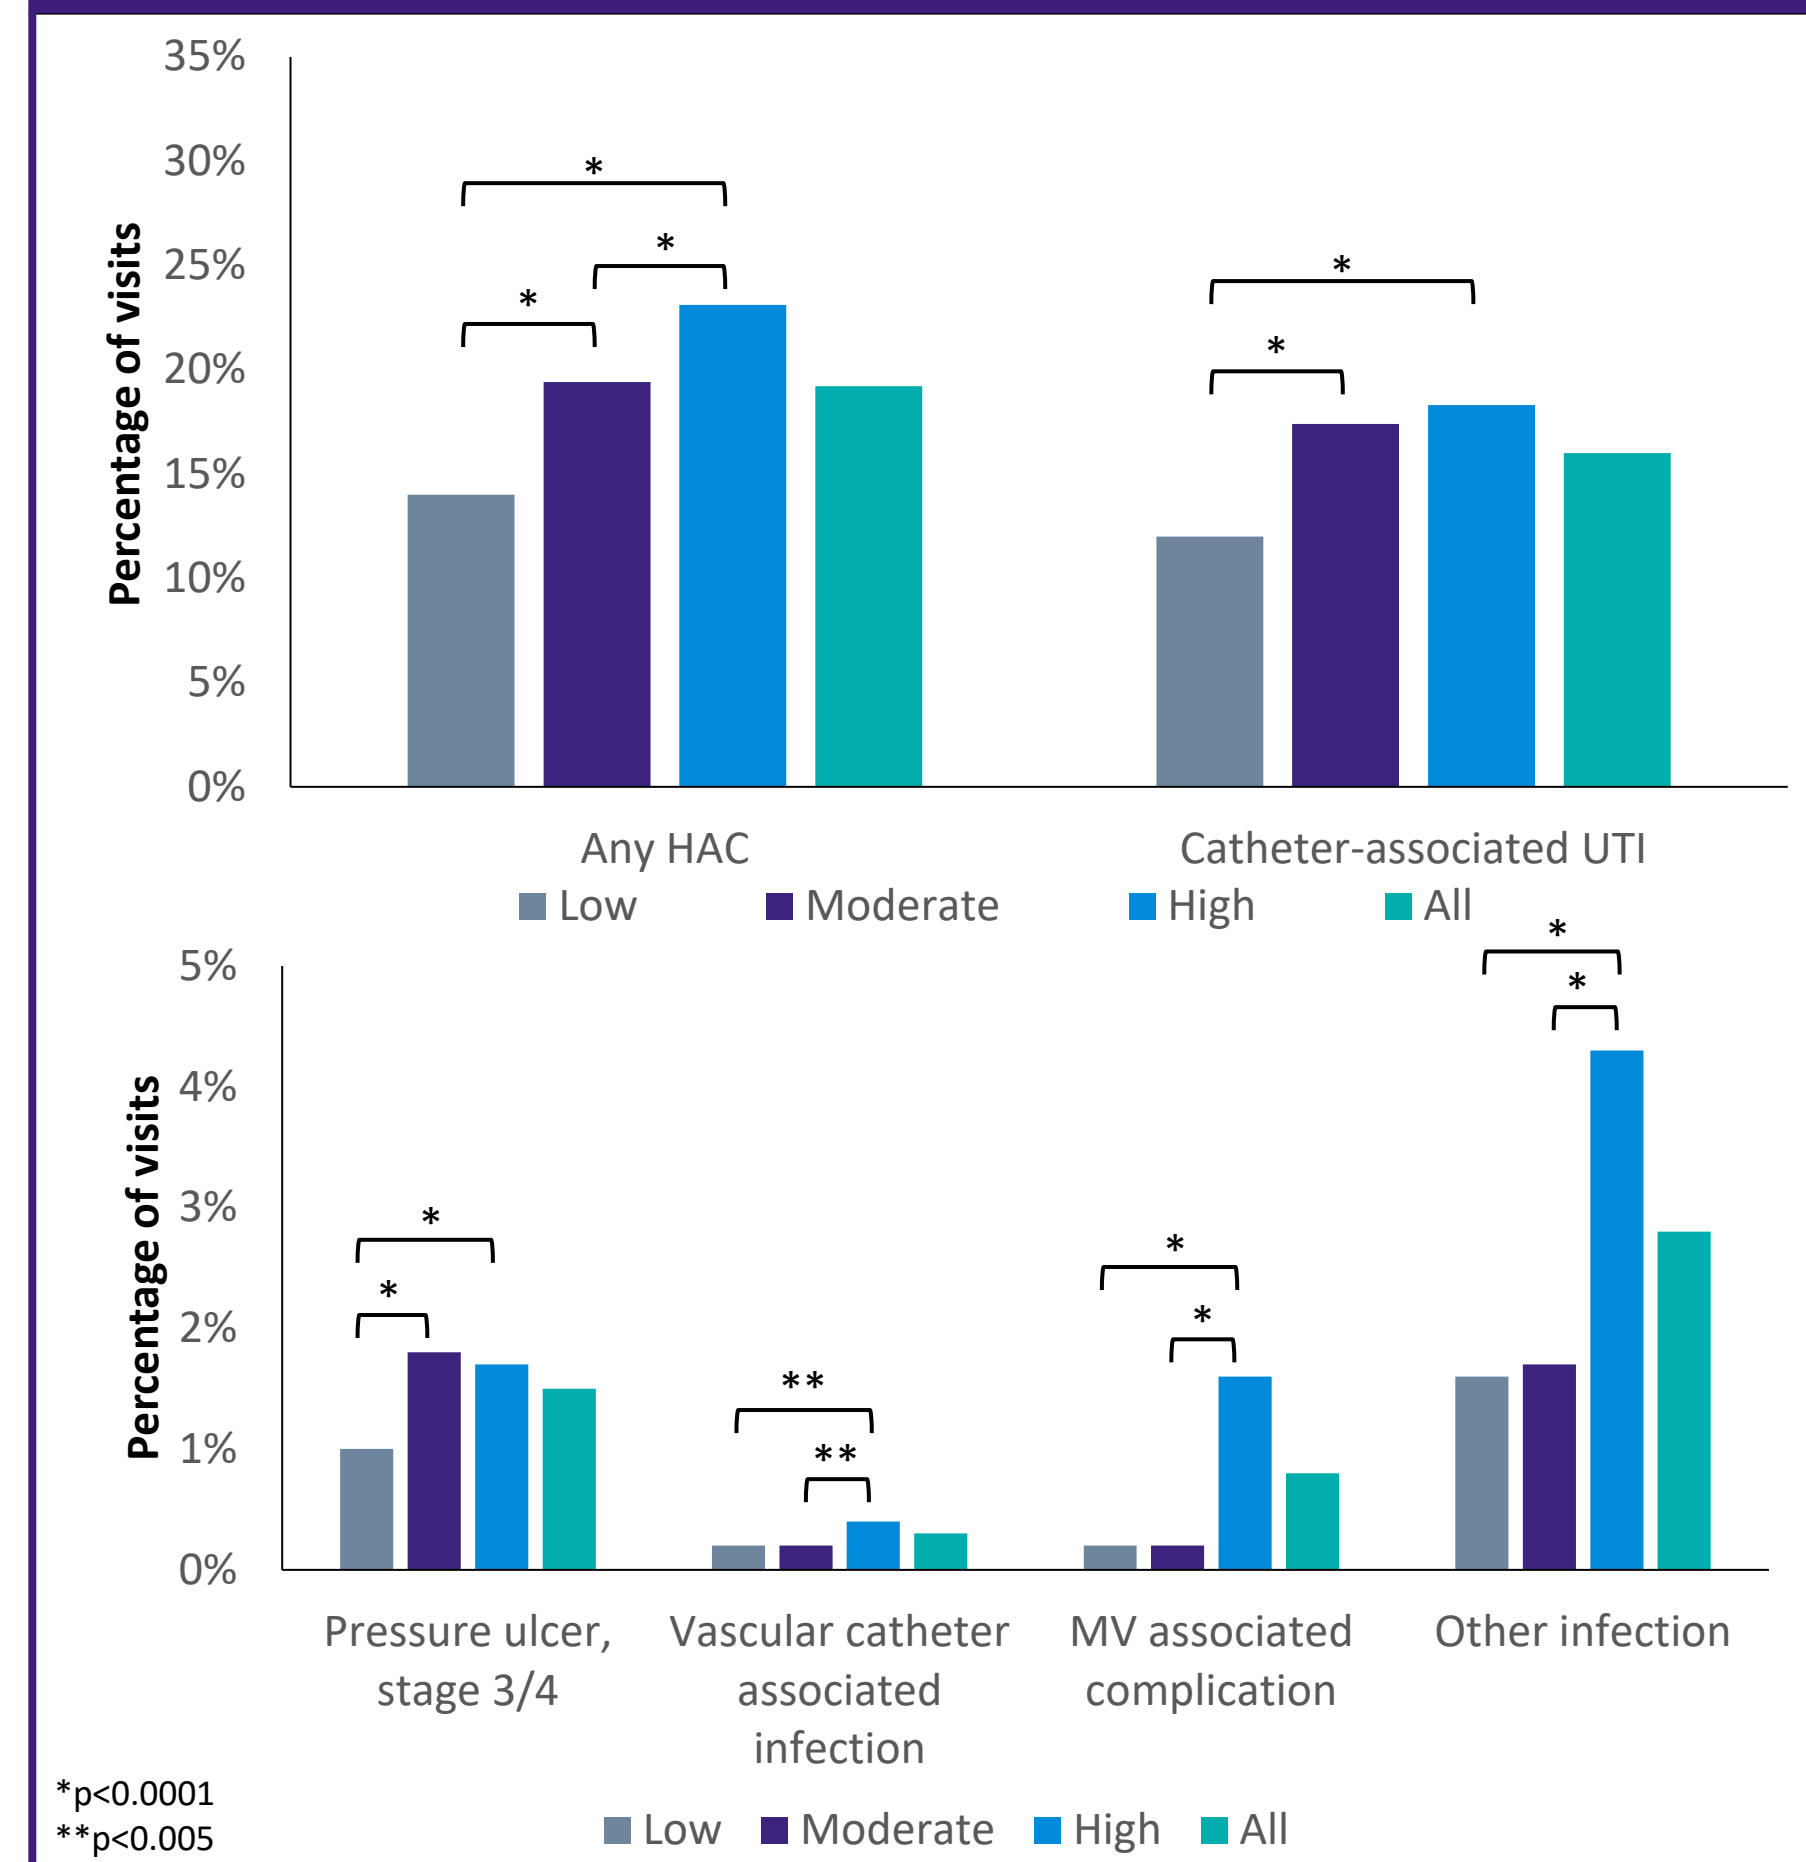 35%
30%
25%
20%
15%
10%
5%
0%
Percentage of visits
*
*
*
*
*
Any HAC
Catheter-associated UTI
Low Moderate High All
5%
4%
3%
2%
1%
0%
Percentage of visits
*
*
**
**
*
*
*
*
Pressure ulcer,
stage 3/4
Vascular catheter
associated
infection
MV associated
complication
Other infection
*p<0.0001
**p<0.005
Low Moderate High All